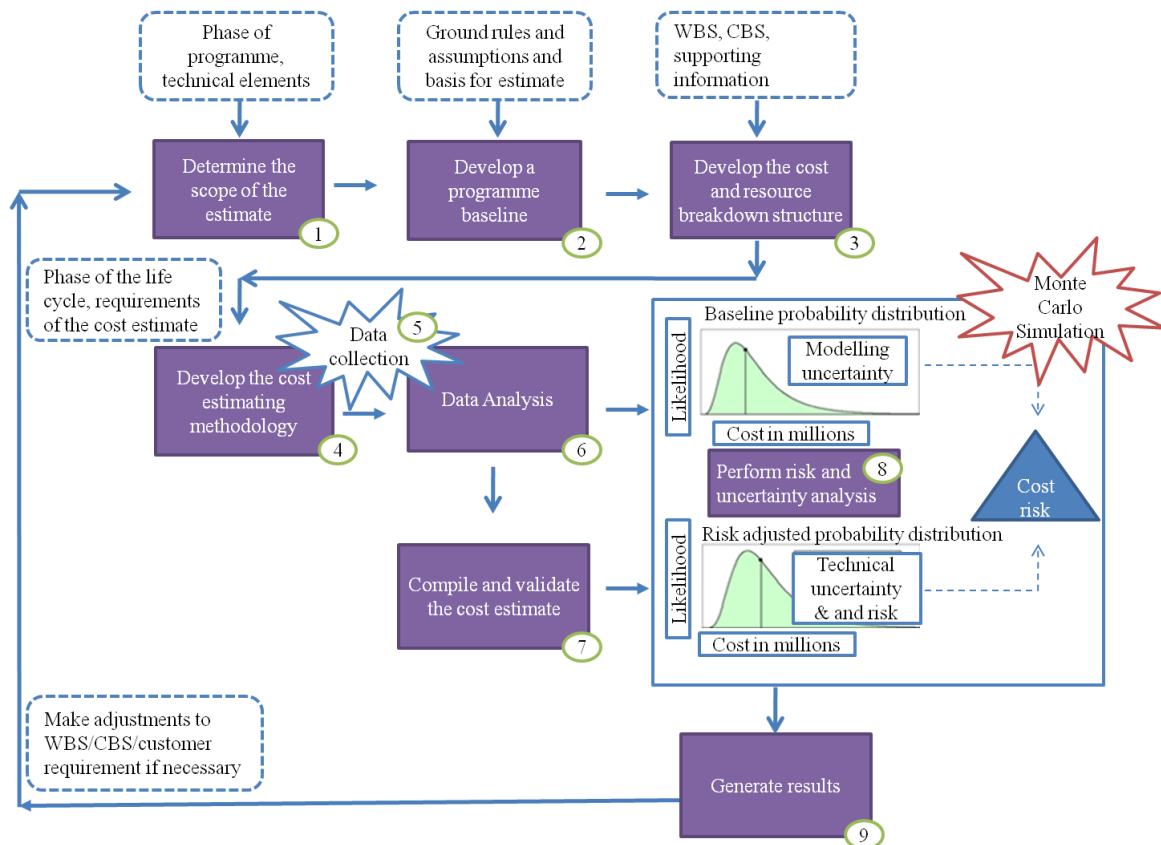 Phase of
programme,
technical elements
Ground rules and
assumptions and
basis for estimate
WBS, CBS,
supporting
information
Determine the
scope of the
estimate
1
Develop a
programme
baseline
2
Develop the cost
and resource
breakdown structure
3
Phase of the life
cycle, requirements
of the cost estimate
Data
collection
5
Develop the cost
estimating
methodology
4
Data Analysis
6
Monte
Carlo
Simulation
Baseline probability distribution
Likelihood
Modelling
uncertainty
Cost in millions
Perform risk and
uncertainty analysis
8
Cost
risk
Risk adjusted probability distribution
Likelihood
Technical
uncertainty
& and risk
Cost in millions
Compile and validate
the cost estimate
7
Make adjustments to
WBS/CBS/customer
requirement if necessary
Generate results
9